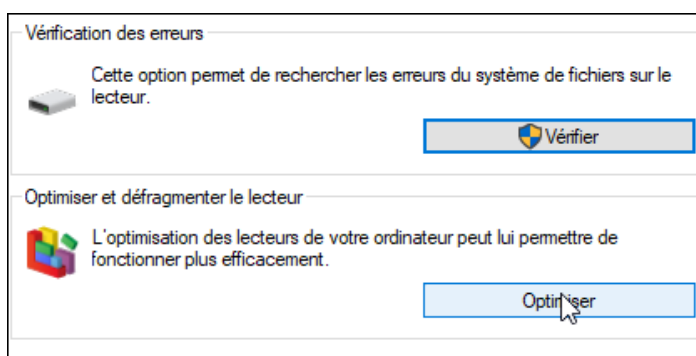 Vérification des erreurs
Cette option permet de rechercher les erreurs du système de fichiers sur le
lecteur.
Vérifier
Optimiser et défragmenter le lecteur
L'optimisation des lecteurs de votre ordinateur peut lui permettre de
fonctionner plus efficacement.
Optimiser